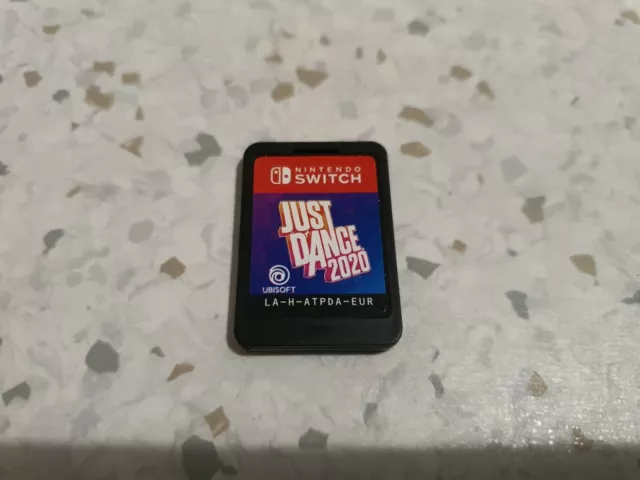 NINTENDO
SWITCH
JUST
DANCE
2020
UBISOFT
LA-H-ATPDA-EUR